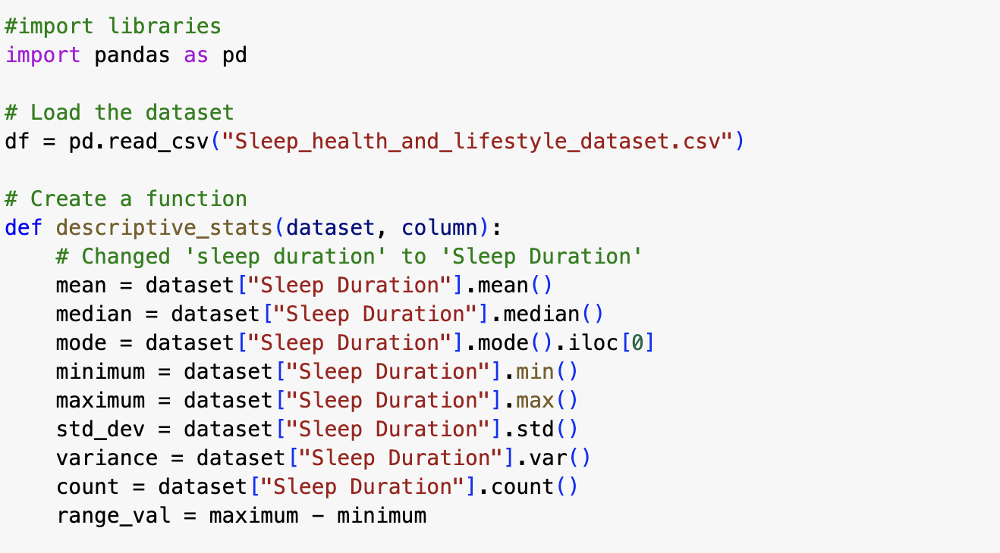 #import libraries
import pandas as pd
# Load the dataset
df = pd.read_csv("Sleep_health_and_lifestyle_dataset.csv")
# Create a function
def descriptive_stats(dataset, column):
    # Changed 'sleep duration' to 'Sleep Duration'
    mean = dataset["Sleep Duration"].mean()
    median = dataset["Sleep Duration"].median()
    mode = dataset["Sleep Duration"].mode().iloc[0]
    minimum = dataset["Sleep Duration"].min()
    maximum = dataset["Sleep Duration"].max()
    std_dev = dataset["Sleep Duration"].std()
    variance = dataset["Sleep Duration"].var()
    count = dataset["Sleep Duration"].count()
    range_val = maximum - minimum